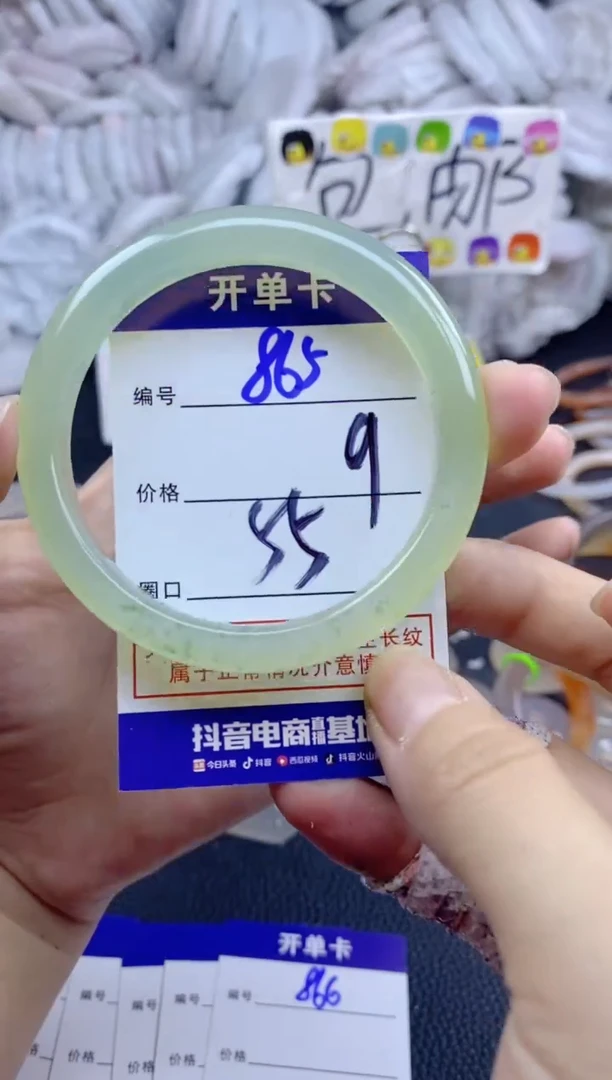 包邮
开单卡
编号 865
价格 9
圈口 55
生长纹
属于正常情况介意慎
抖音电商直播基地
今日头条 抖音 西瓜视频 抖音火山
开单卡
编号 编号 编号 866
价格 价格 价格